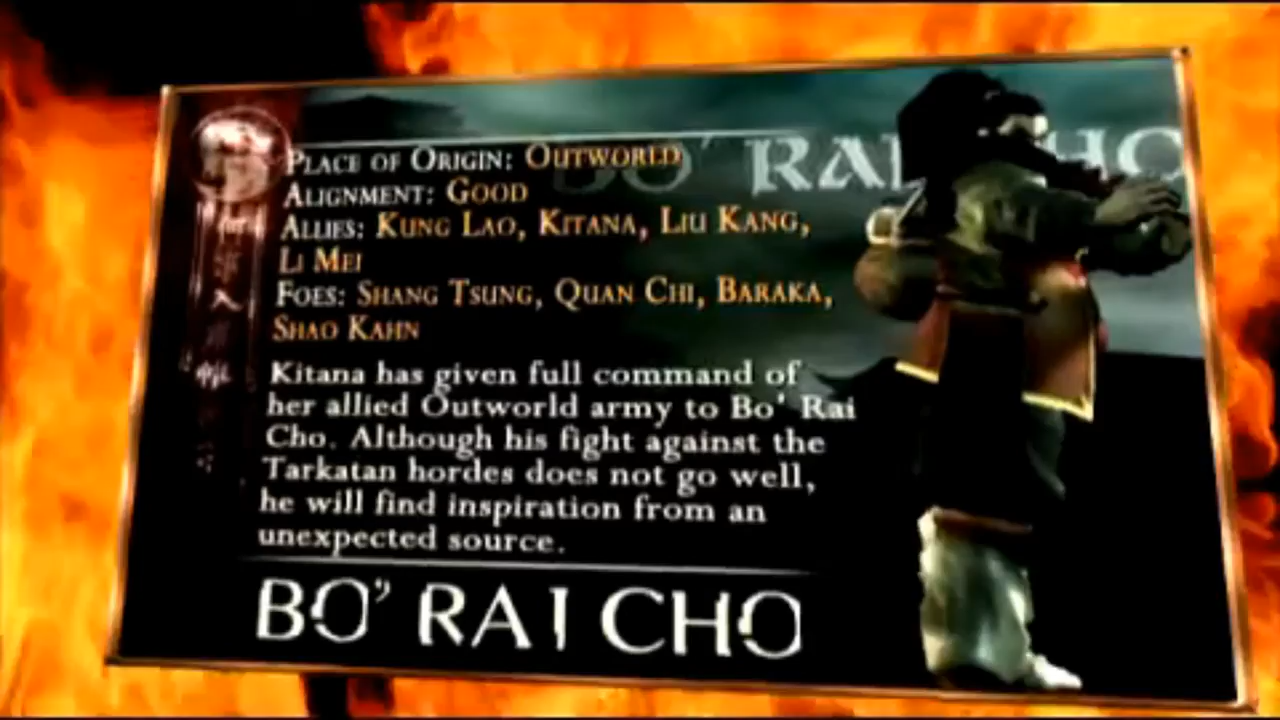 BO' RAI CHO
PLACE OF ORIGIN: OUTWORLD
ALIGNMENT: GOOD
ALLIES: KUNG LAO, KITANA, LIU KANG,
LI MEI
FOES: SHANG TSUNG, QUAN CHI, BARAKA,
SHAO KAHN
Kitana has given full command of
her allied Outworld army to Bo' Rai
Cho. Although his fight against the
Tarkatan hordes does not go well,
he will find inspiration from an
unexpected source.
BO' RAI CHO